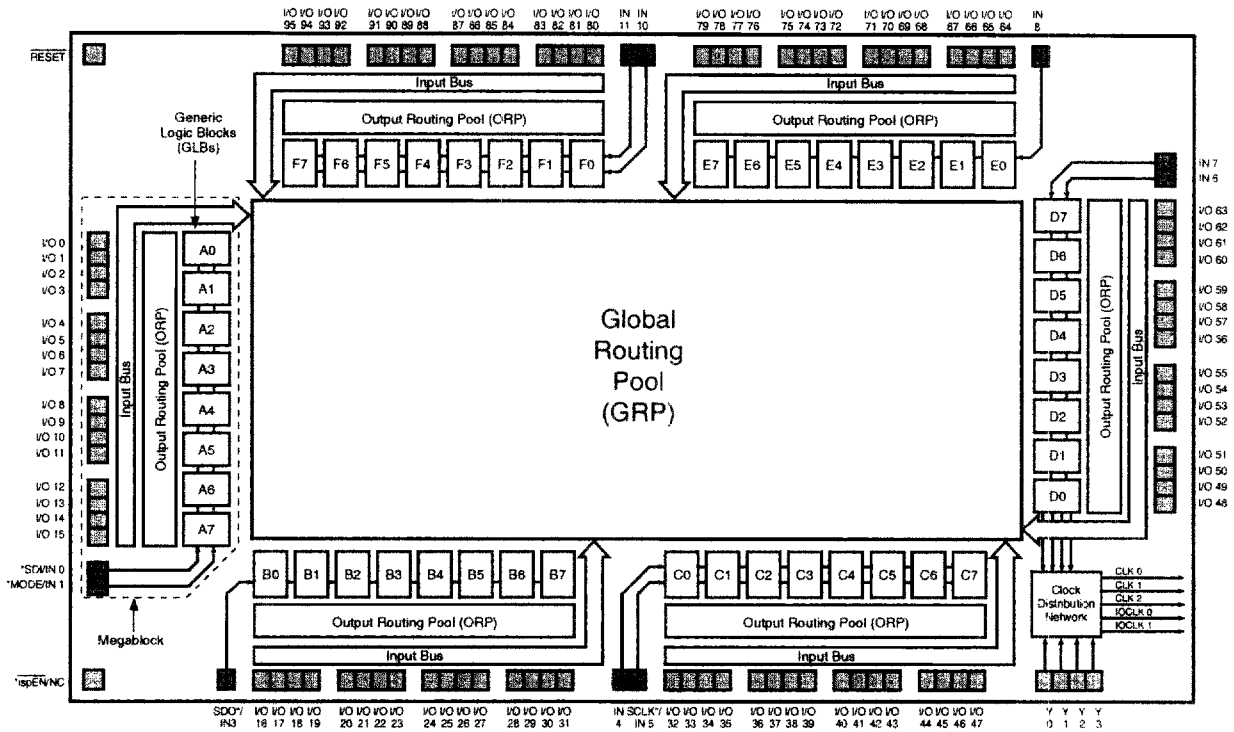 I/O I/O I/O I/O
95 94 93 92
I/O I/O I/O I/O
91 90 89 88
I/O I/O I/O I/O
87 86 85 84
I/O I/O I/O I/O
83 82 81 80
IN IN
11 10
I/O I/O I/O I/O
79 78 77 76
I/O I/O I/O I/O
75 74 73 72
I/O I/O I/O I/O
71 70 69 68
I/O I/O I/O I/O
67 66 65 64
IN
8
RESET
Input Bus
Output Routing Pool (ORP)
F7 F6 F5 F4 F3 F2 F1 F0
Input Bus
Output Routing Pool (ORP)
E7 E6 E5 E4 E3 E2 E1 E0
Generic
Logic Blocks
(GLBs)
IN 7
IN 6
I/O 0
I/O 1
I/O 2
I/O 3
I/O 4
I/O 5
I/O 6
I/O 7
I/O 8
I/O 9
I/O 10
I/O 11
I/O 12
I/O 13
I/O 14
I/O 15
*SDI/IN 0
*MODE/IN 1
Input Bus
Output Routing Pool (ORP)
A0
A1
A2
A3
A4
A5
A6
A7
Megablock
Global
Routing
Pool
(GRP)
D7
D6
D5
D4
D3
D2
D1
D0
Output Routing Pool (ORP)
Input Bus
I/O 63
I/O 62
I/O 61
I/O 60
I/O 59
I/O 58
I/O 57
I/O 56
I/O 55
I/O 54
I/O 53
I/O 52
I/O 51
I/O 50
I/O 49
I/O 48
B0 B1 B2 B3 B4 B5 B6 B7
Output Routing Pool (ORP)
Input Bus
C0 C1 C2 C3 C4 C5 C6 C7
Output Routing Pool (ORP)
Input Bus
Clock
Distribution
Network
CLK 0
CLK 1
CLK 2
IOCLK 0
IOCLK 1
*ispEN/NC
SDO*/
IN3
I/O I/O I/O I/O
16 17 18 19
I/O I/O I/O I/O
20 21 22 23
I/O I/O I/O I/O
24 25 26 27
I/O I/O I/O I/O
28 29 30 31
IN SCLK*/
4 IN 5
I/O I/O I/O I/O
32 33 34 35
I/O I/O I/O I/O
36 37 38 39
I/O I/O I/O I/O
40 41 42 43
I/O I/O I/O I/O
44 45 46 47
Y Y Y Y
0 1 2 3